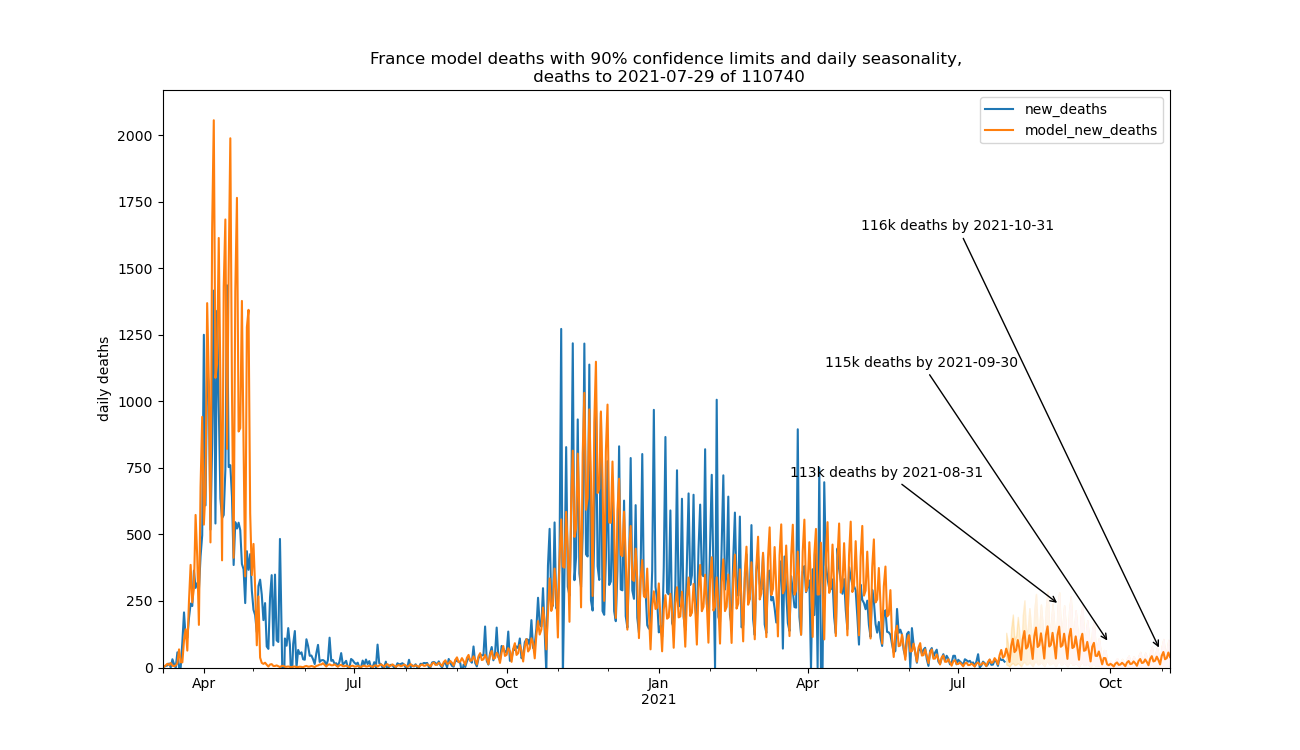 France model deaths with 90% confidence limits and daily seasonality,
deaths to 2021-07-29 of 110740
new_deaths
model_new_deaths
daily deaths
2000
1750
1500
1250
1000
750
500
250
0
116k deaths by 2021-10-31
115k deaths by 2021-09-30
113k deaths by 2021-08-31
Apr Jul Oct Jan Apr Jul Oct
2021